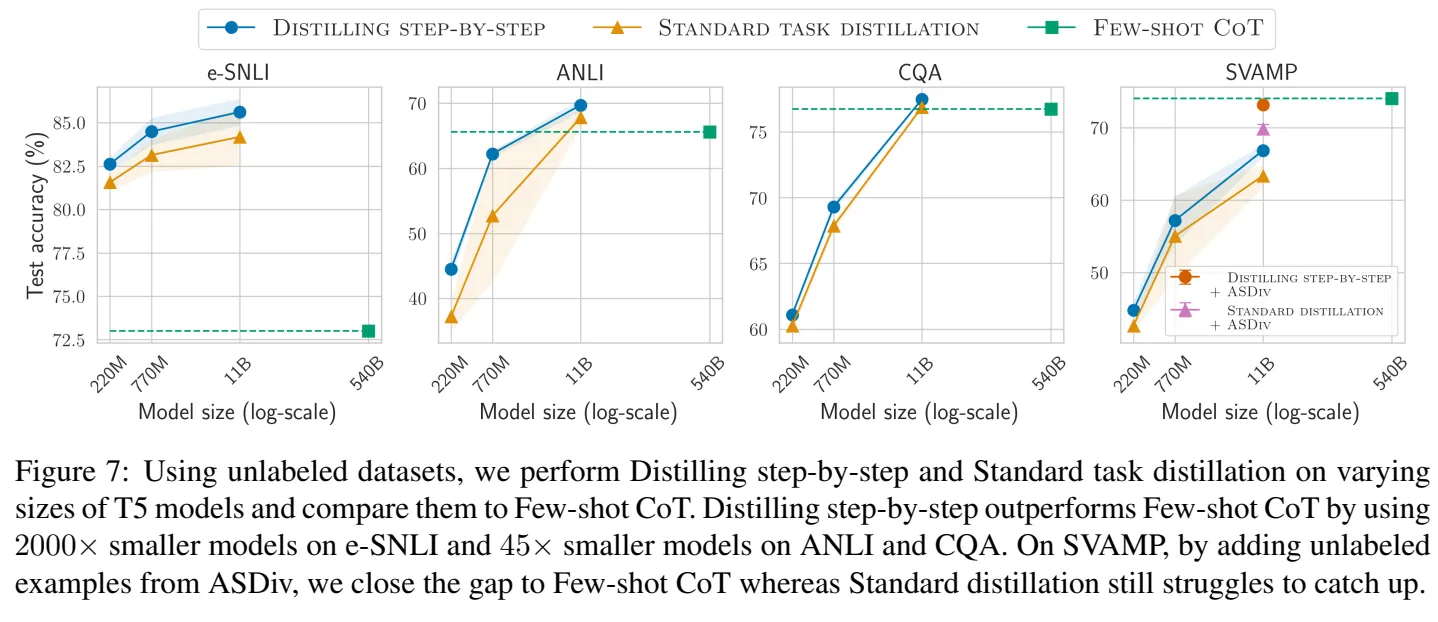 DISTILLING STEP-BY-STEP STANDARD TASK DISTILLATION FEW-SHOT COT
e-SNLI
ANLI
CQA
SVAMP
Test accuracy (%)
85.0
82.5
80.0
77.5
75.0
72.5
70
60
50
40
75
70
65
60
70
60
50
DISTILLING STEP-BY-STEP
+ ASDIV
STANDARD DISTILLATION
+ ASDIV
220M 770M 11B 540B
220M 770M 11B 540B
220M 770M 11B 540B
220M 770M 11B 540B
Model size (log-scale)
Model size (log-scale)
Model size (log-scale)
Model size (log-scale)
Figure 7: Using unlabeled datasets, we perform Distilling step-by-step and Standard task distillation on varying
sizes of T5 models and compare them to Few-shot CoT. Distilling step-by-step outperforms Few-shot CoT by using
2000× smaller models on e-SNLI and 45× smaller models on ANLI and CQA. On SVAMP, by adding unlabeled
examples from ASDiv, we close the gap to Few-shot CoT whereas Standard distillation still struggles to catch up.